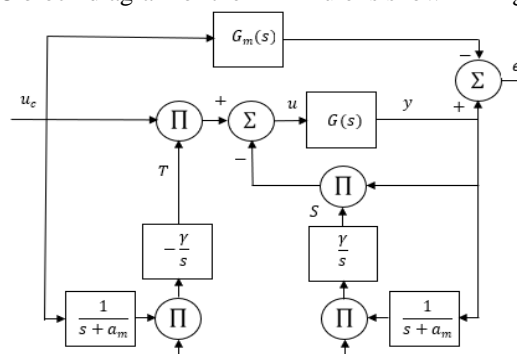 G_m(s)
−
Σ
e
u_c
Π
+
Σ
u
G(s)
y
+
−
T
Π
S
−γ/s
γ/s
1/(s + a_m)
Π
Π
1/(s + a_m)